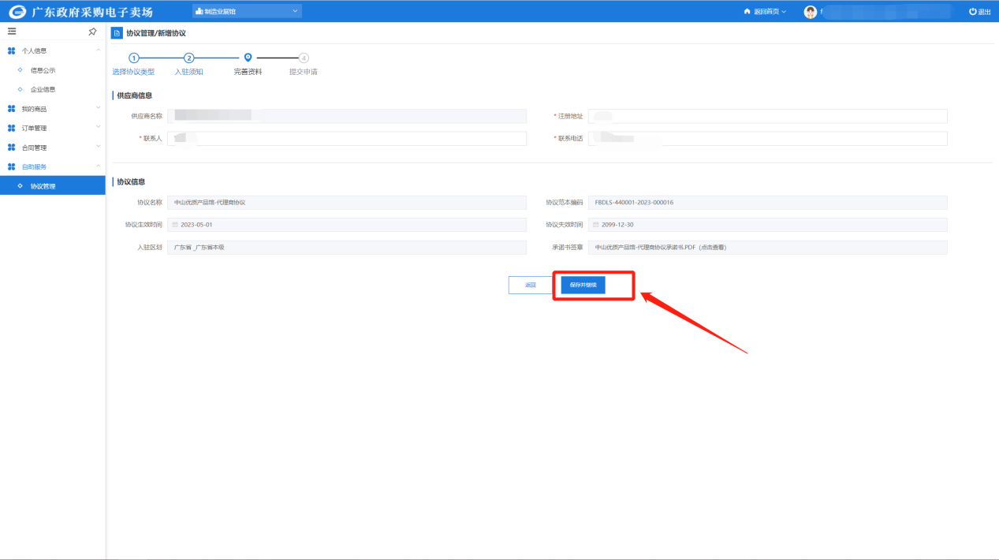 广东政府采购电子卖场
制造业展馆
返回首页
退出
协议管理/新增协议
个人信息
信息公示
企业信息
我的商品
订单管理
合同管理
自助服务
协议管理
1 2 4
选择协议类型 入驻须知 完善资料 提交申请
供应商信息
供应商名称 * 注册地址
* 联系人 * 联系电话
协议信息
协议名称 中山优质产品馆-代理商协议 协议范本编码 FBDLS-440001-2023-000016
协议生效时间 2023-05-01 协议失效时间 2099-12-30
入驻区划 广东省_广东省本级 承诺书签章 中山优质产品馆-代理商协议承诺书.PDF（点击查看）
返回 保存并继续